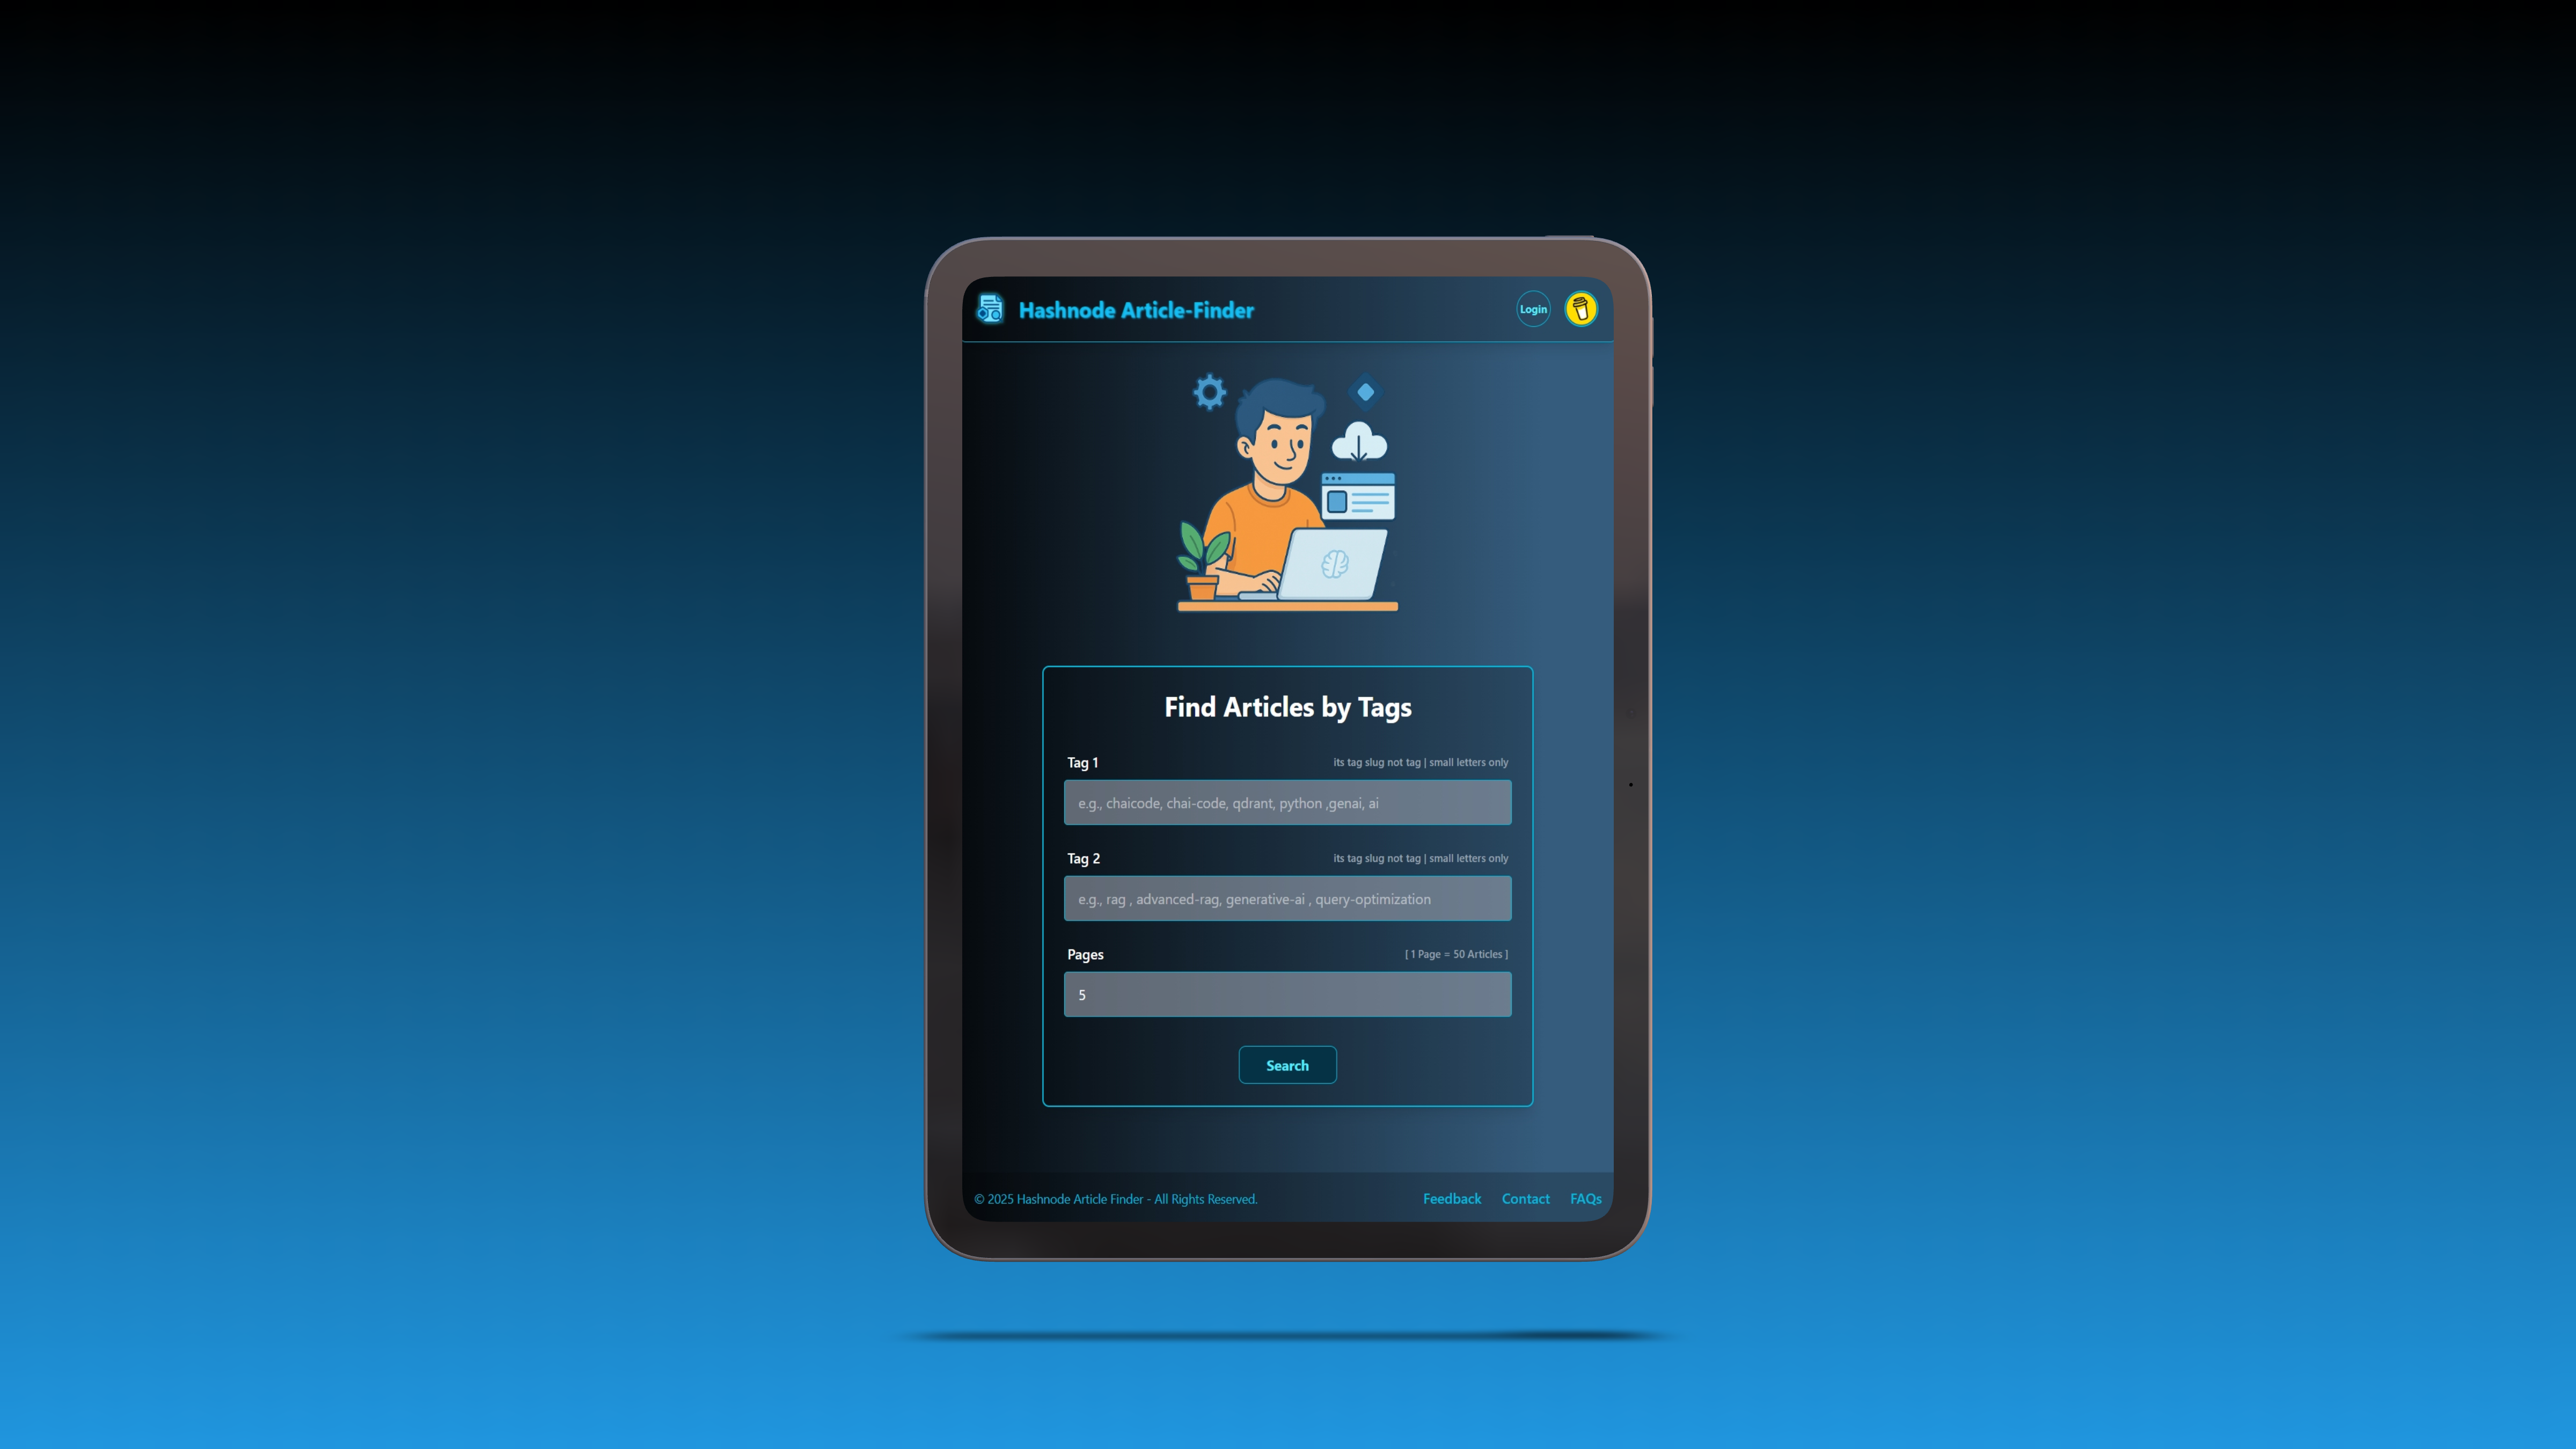 Hashnode Article-Finder
Login
Find Articles by Tags
Tag 1
its tag slug not tag | small letters only
e.g., chaicode, chai-code, qdrant, python ,genai, ai
Tag 2
its tag slug not tag | small letters only
e.g., rag , advanced-rag, generative-ai , query-optimization
Pages
[ 1 Page = 50 Articles ]
5
Search
© 2025 Hashnode Article Finder - All Rights Reserved.
Feedback
Contact
FAQs